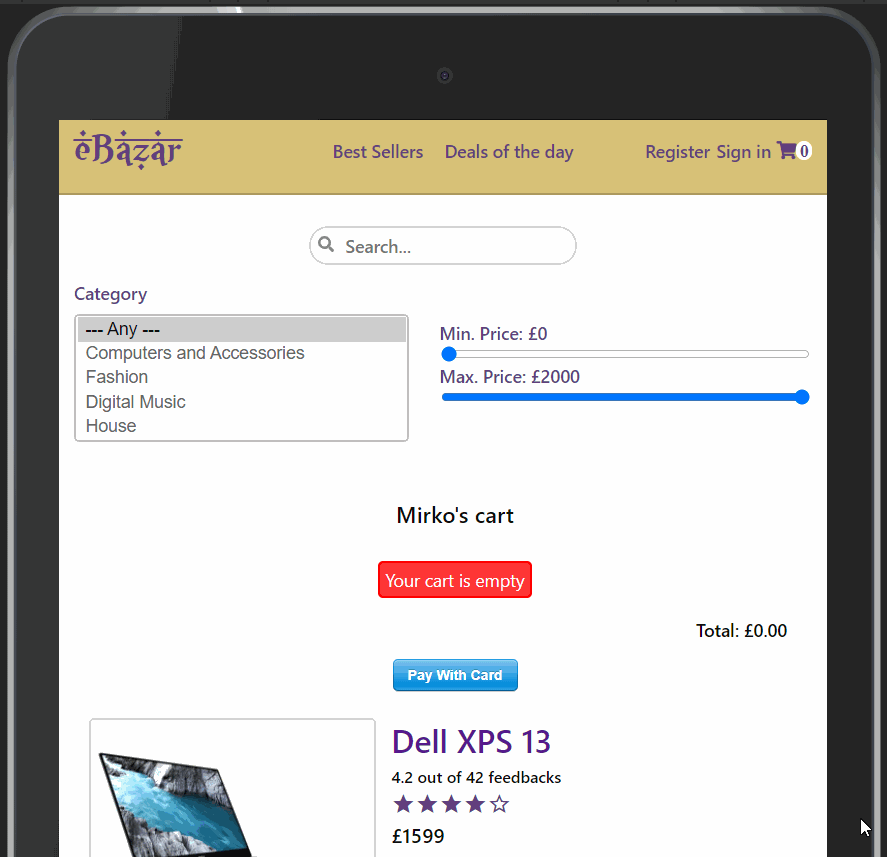 eBazar
Best Sellers Deals of the day
Register Sign in 0
Search...
Category
--- Any ---
Computers and Accessories
Fashion
Digital Music
House
Min. Price: £0
Max. Price: £2000
Mirko's cart
Your cart is empty
Total: £0.00
Pay With Card
Dell XPS 13
4.2 out of 42 feedbacks
£1599